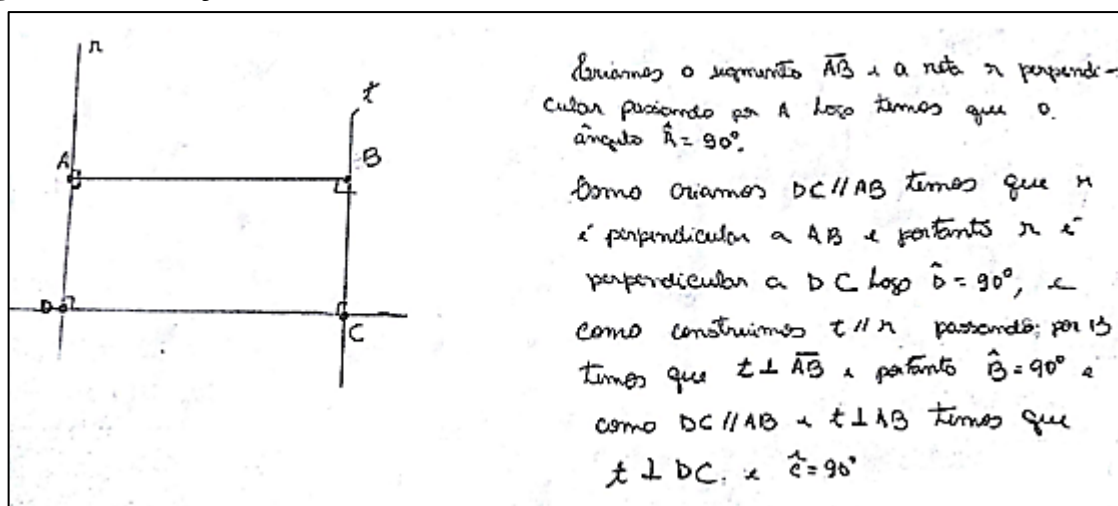 r
t
A
B
D
C
Criamos o segmento AB e a reta r perpendi-
cular passando por A Logo temos que o
ângulo Â = 90°.
Como criamos DC // AB temos que r
é perpendicular a AB e portanto r é
perpendicular a DC Logo D̂ = 90°, e
como construimos t // r passando por B
temos que t ⊥ AB e portanto B̂ = 90° e
como DC // AB e t ⊥ AB temos que
t ⊥ DC. e Ĉ = 90°